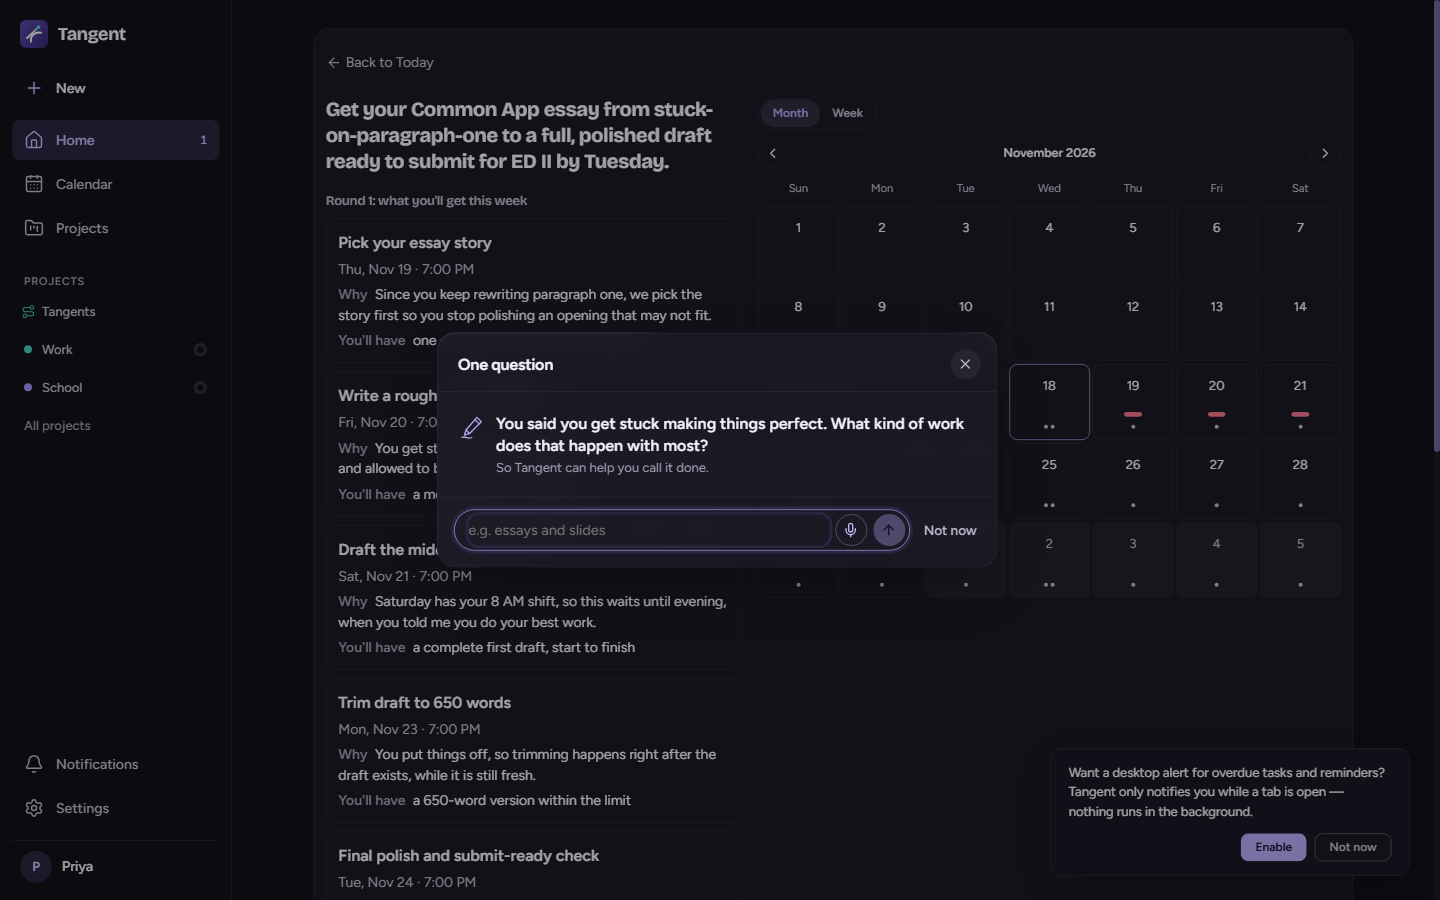 Tangent
New
Home
1
Calendar
Projects
PROJECTS
Tangents
Work
School
All projects
Notifications
Settings
P
Priya
Back to Today
Get your Common App essay from stuck-
on-paragraph-one to a full, polished draft
ready to submit for ED II by Tuesday.
Round 1: what you'll get this week
Pick your essay story
Thu, Nov 19 · 7:00 PM
Why Since you keep rewriting paragraph one, we pick the
story first so you stop polishing an opening that may not fit.
You'll have one
Write a rough
Fri, Nov 20 · 7:0
Why You get st
and allowed to b
You'll have a me
Draft the midd
Sat, Nov 21 · 7:00 PM
Why Saturday has your 8 AM shift, so this waits until evening,
when you told me you do your best work.
You'll have a complete first draft, start to finish
Trim draft to 650 words
Mon, Nov 23 · 7:00 PM
Why You put things off, so trimming happens right after the
draft exists, while it is still fresh.
You'll have a 650-word version within the limit
Final polish and submit-ready check
Tue, Nov 24 · 7:00 PM
Month Week
November 2026
Sun Mon Tue Wed Thu Fri Sat
1 2 3 4 5 6 7
8 9 10 11 12 13 14
18 19 20 21
25 26 27 28
2 3 4 5
One question
You said you get stuck making things perfect. What kind of work
does that happen with most?
So Tangent can help you call it done.
e.g. essays and slides
Not now
Want a desktop alert for overdue tasks and reminders?
Tangent only notifies you while a tab is open —
nothing runs in the background.
Enable
Not now